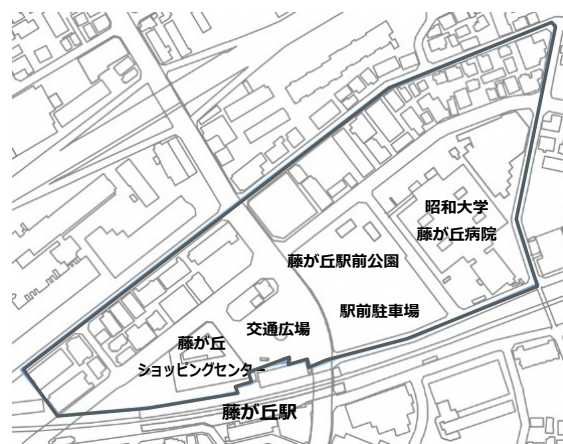 昭和大学
藤が丘病院
藤が丘駅前公園
駅前駐車場
交通広場
藤が丘
ショッピングセンター
藤が丘駅